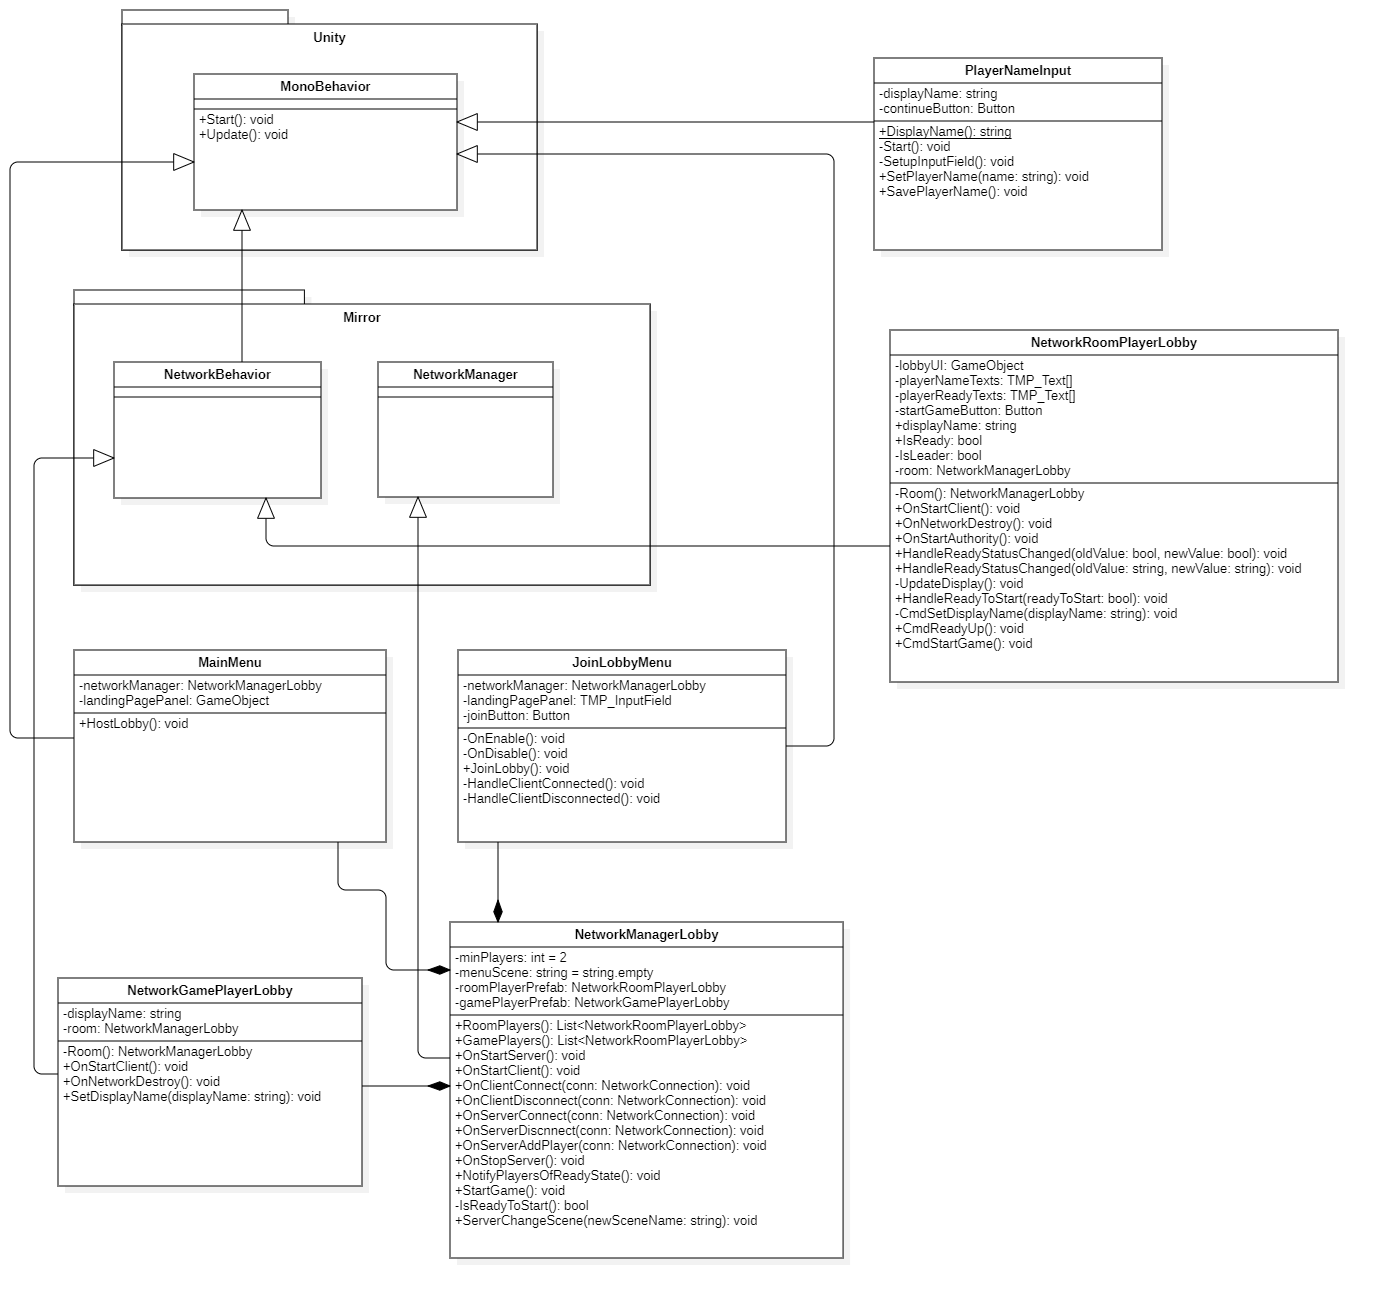 Unity
MonoBehavior
+Start(): void
+Update(): void
PlayerNameInput
-displayName: string
-continueButton: Button
+DisplayName(): string
-Start(): void
-SetupInputField(): void
+SetPlayerName(name: string): void
+SavePlayerName(): void
Mirror
NetworkBehavior
NetworkManager
NetworkRoomPlayerLobby
-lobbyUI: GameObject
-playerNameTexts: TMP_Text[]
-playerReadyTexts: TMP_Text[]
-startGameButton: Button
+displayName: string
+IsReady: bool
-IsLeader: bool
-room: NetworkManagerLobby
-Room(): NetworkManagerLobby
+OnStartClient(): void
+OnNetworkDestroy(): void
+OnStartAuthority(): void
+HandleReadyStatusChanged(oldValue: bool, newValue: bool): void
+HandleReadyStatusChanged(oldValue: string, newValue: string): void
-UpdateDisplay(): void
+HandleReadyToStart(readyToStart: bool): void
-CmdSetDisplayName(displayName: string): void
+CmdReadyUp(): void
+CmdStartGame(): void
MainMenu
-networkManager: NetworkManagerLobby
-landingPagePanel: GameObject
+HostLobby(): void
JoinLobbyMenu
-networkManager: NetworkManagerLobby
-landingPagePanel: TMP_InputField
-joinButton: Button
-OnEnable(): void
-OnDisable(): void
+JoinLobby(): void
-HandleClientConnected(): void
-HandleClientDisconnected(): void
NetworkGamePlayerLobby
-displayName: string
-room: NetworkManagerLobby
-Room(): NetworkManagerLobby
+OnStartClient(): void
+OnNetworkDestroy(): void
+SetDisplayName(displayName: string): void
NetworkManagerLobby
-minPlayers: int = 2
-menuScene: string = string.empty
-roomPlayerPrefab: NetworkRoomPlayerLobby
-gamePlayerPrefab: NetworkGamePlayerLobby
+RoomPlayers(): List<NetworkRoomPlayerLobby>
+GamePlayers(): List<NetworkRoomPlayerLobby>
+OnStartServer(): void
+OnStartClient(): void
+OnClientConnect(conn: NetworkConnection): void
+OnClientDisconnect(conn: NetworkConnection): void
+OnServerConnect(conn: NetworkConnection): void
+OnServerDiscnnect(conn: NetworkConnection): void
+OnServerAddPlayer(conn: NetworkConnection): void
+OnStopServer(): void
+NotifyPlayersOfReadyState(): void
+StartGame(): void
-IsReadyToStart(): bool
+ServerChangeScene(newSceneName: string): void